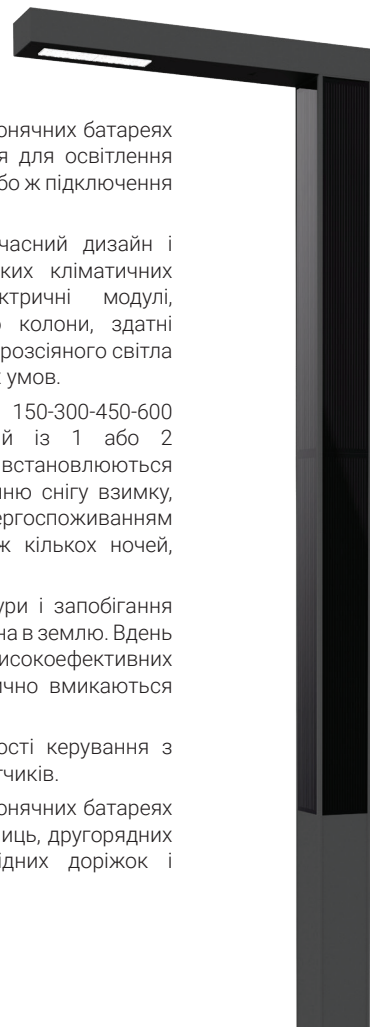 онячних батареях
я для освітлення
бо ж підключення
часний дизайн і
ких кліматичних
ктричні модулі,
колони, здатні
розсіяного світла
умов.
150-300-450-600
й із 1 або 2
встановлюються
нню снігу взимку,
ергоспоживанням
ж кількох ночей,
ури і запобігання
на в землю. Вдень
исокоефективних
ично вмикаються
ості керування з
тчиків.
онячних батареях
иць, другорядних
ідних доріжок і